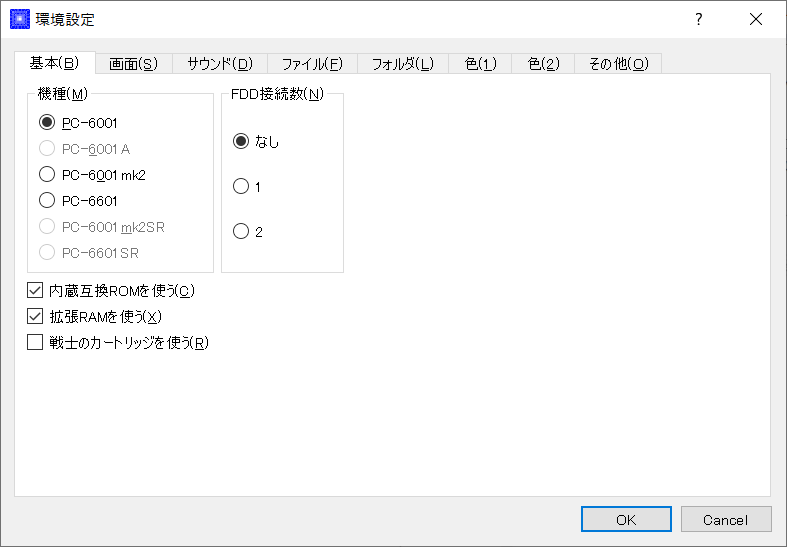 環境設定
?
基本(B) 画面(S) サウンド(D) ファイル(F) フォルダ(L) 色(1) 色(2) その他(O)
機種(M)
PC-6001
PC-6001 A
PC-6001 mk2
PC-6601
PC-6001 mk2SR
PC-6601 SR
FDD接続数(N)
なし
1
2
内蔵互換ROMを使う(C)
拡張RAMを使う(X)
戦士のカートリッジを使う(R)
OK Cancel